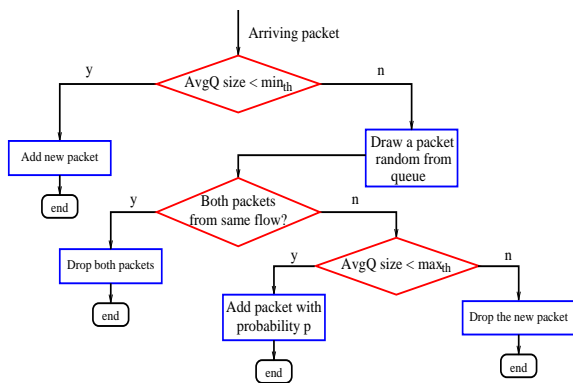 Arriving packet
y
AvgQ size < min_th
n
Add new packet
Draw a packet
random from
queue
end
Both packets
from same flow?
y
n
Drop both packets
AvgQ size < max_th
y
n
end
Add packet with
probability p
Drop the new packet
end
end